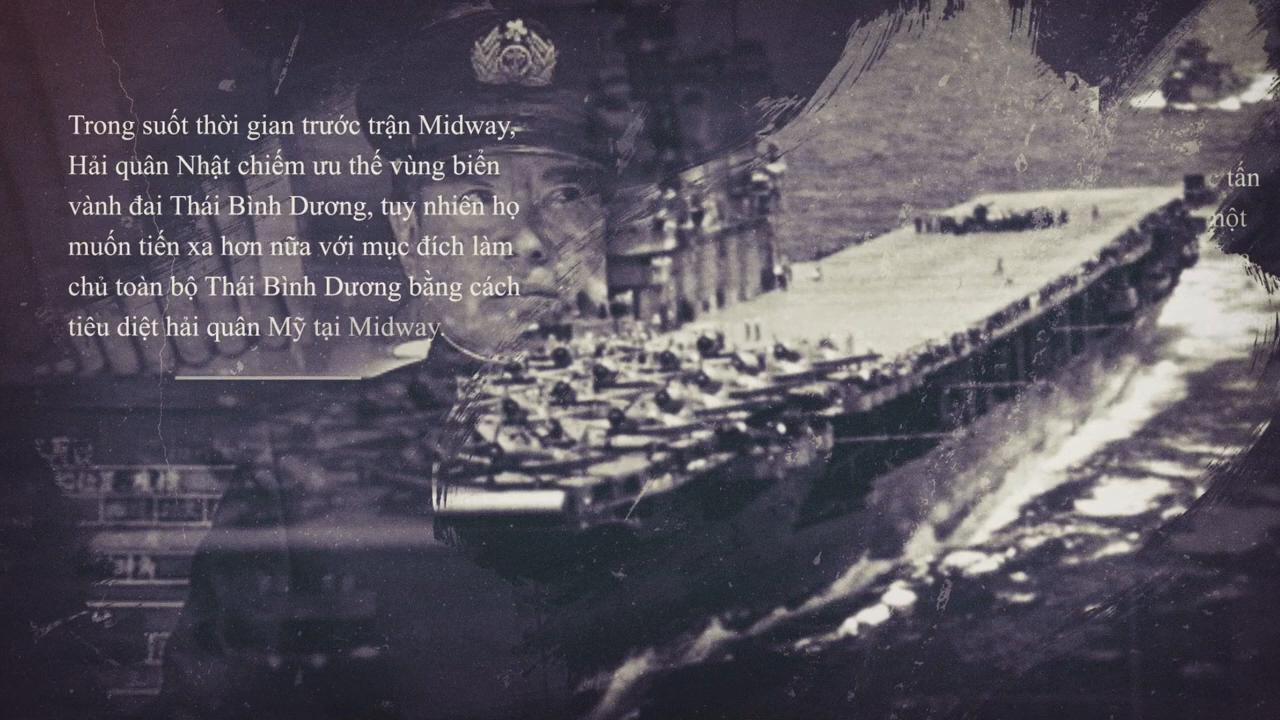 Trong suốt thời gian trước trận Midway,
Hải quân Nhật chiếm ưu thế vùng biển
vành đai Thái Bình Dương, tuy nhiên họ
muốn tiến xa hơn nữa với mục đích làm
chủ toàn bộ Thái Bình Dương bằng cách
tiêu diệt hải quân Mỹ tại Midway.
tấn